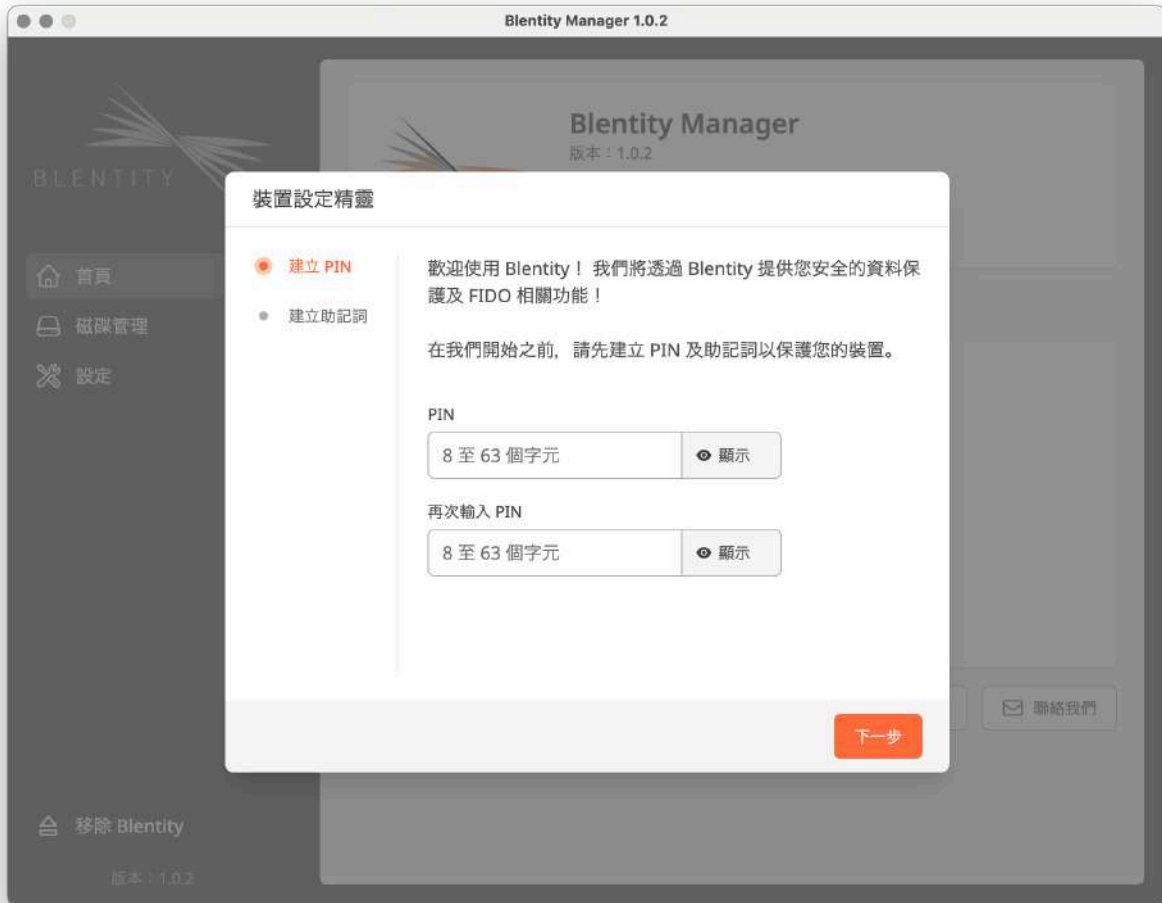 Blentity Manager 1.0.2
BLENTITY
首頁
磁碟管理
設定
移除 Blentity
版本：1.0.2
Blentity Manager
版本：1.0.2
裝置設定精靈
建立 PIN
建立助記詞
歡迎使用 Blentity！我們將透過 Blentity 提供您安全的資料保
護及 FIDO 相關功能！
在我們開始之前，請先建立 PIN 及助記詞以保護您的裝置。
PIN
8 至 63 個字元
顯示
再次輸入 PIN
8 至 63 個字元
顯示
下一步
聯絡我們